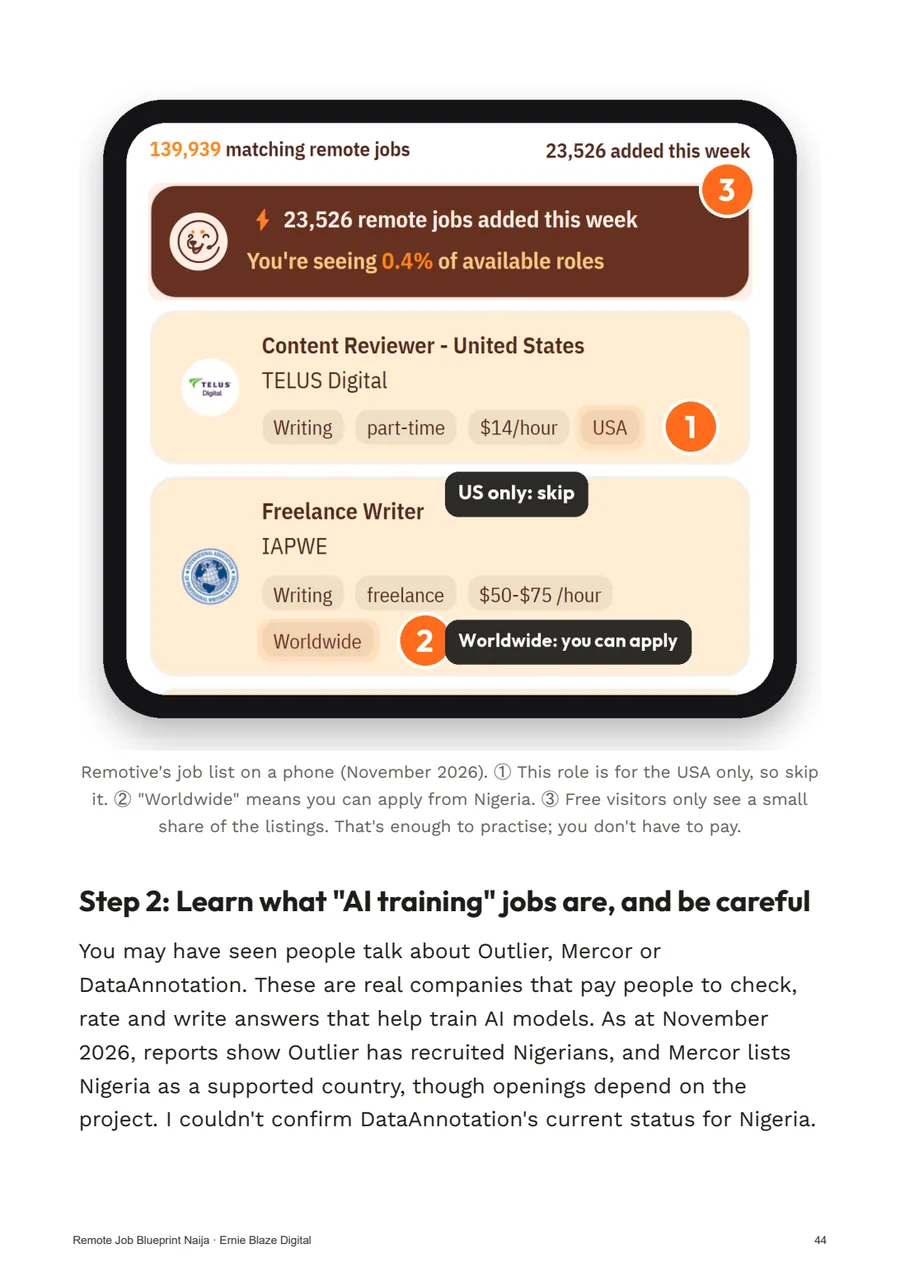 139,939 matching remote jobs
23,526 added this week
3
23,526 remote jobs added this week
You're seeing 0.4% of available roles
Content Reviewer - United States
TELUS Digital
TELUS
Digital
Writing
part-time
$14/hour
USA
1
US only: skip
Freelance Writer
IAPWE
Writing
freelance
$50-$75 /hour
Worldwide
2
Worldwide: you can apply
Remotive's job list on a phone (November 2026). ① This role is for the USA only, so skip
it. ② "Worldwide" means you can apply from Nigeria. ③ Free visitors only see a small
share of the listings. That's enough to practise; you don't have to pay.
Step 2: Learn what "AI training" jobs are, and be careful
You may have seen people talk about Outlier, Mercor or
DataAnnotation. These are real companies that pay people to check,
rate and write answers that help train AI models. As at November
2026, reports show Outlier has recruited Nigerians, and Mercor lists
Nigeria as a supported country, though openings depend on the
project. I couldn't confirm DataAnnotation's current status for Nigeria.
Remote Job Blueprint Naija · Ernie Blaze Digital
44